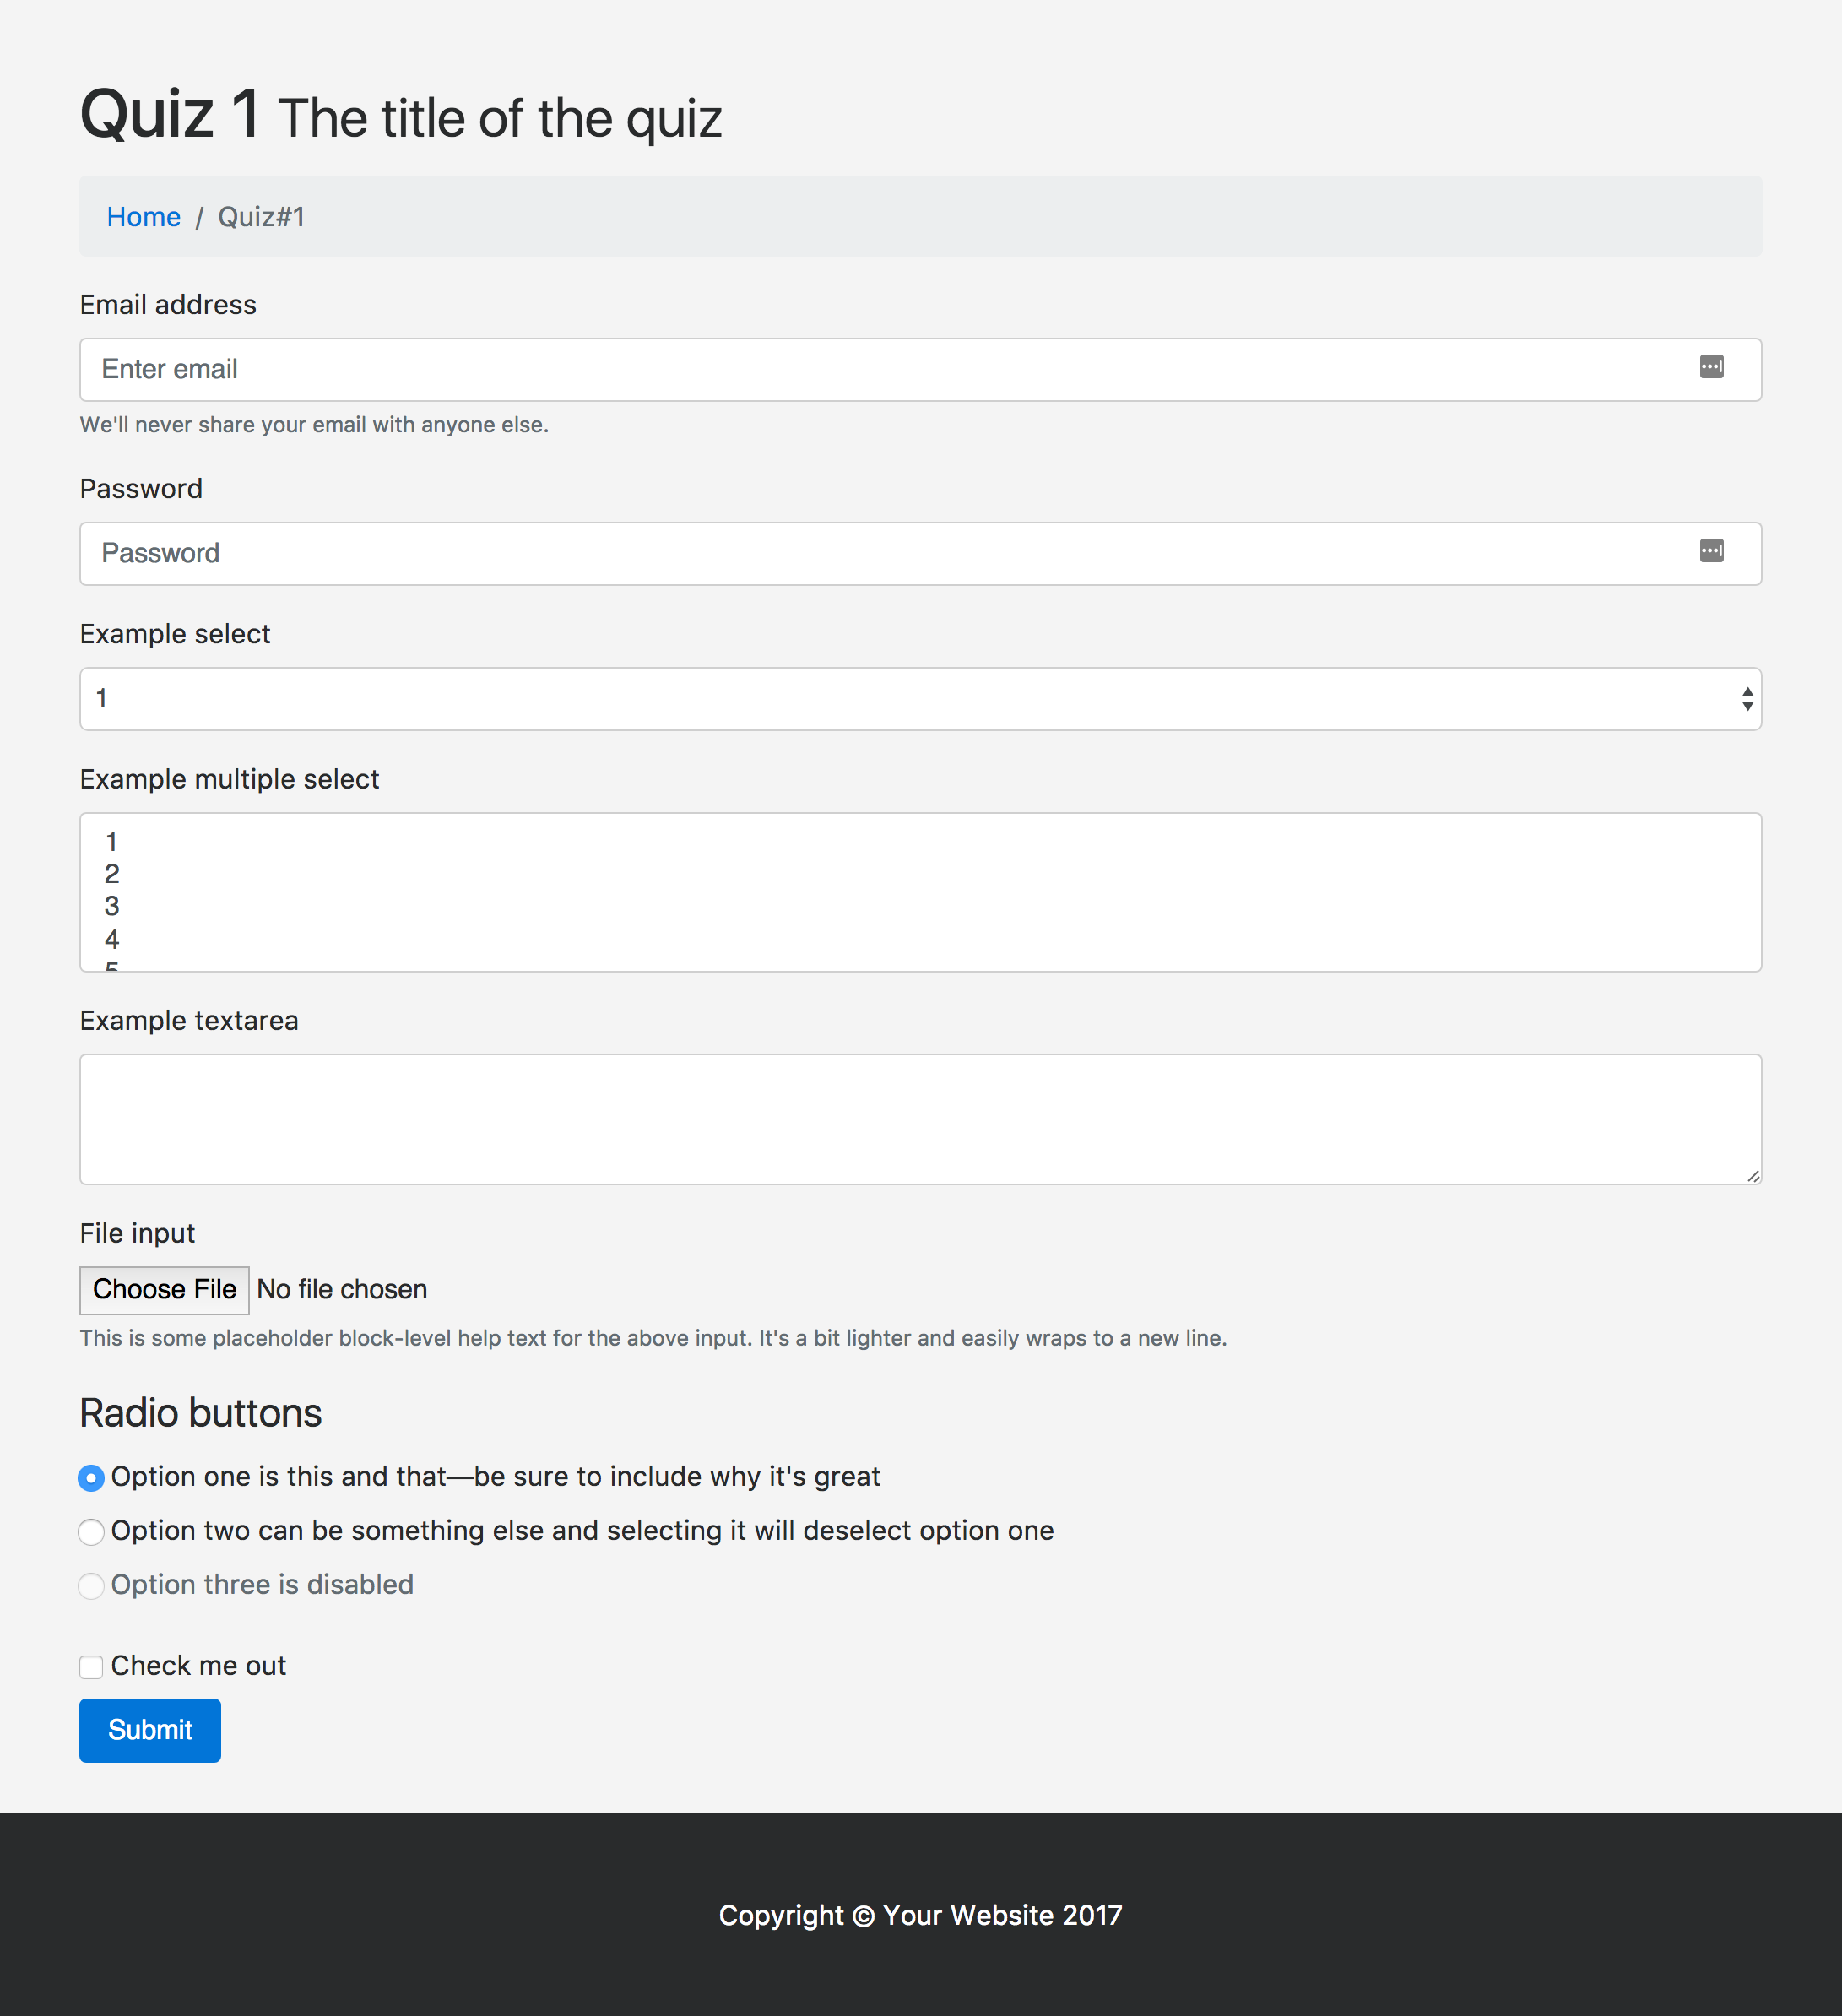 Quiz 1 The title of the quiz
Home / Quiz#1
Email address
Enter email
We'll never share your email with anyone else.
Password
Password
Example select
1
Example multiple select
1
2
3
4
5
Example textarea
File input
Choose File No file chosen
This is some placeholder block-level help text for the above input. It's a bit lighter and easily wraps to a new line.
Radio buttons
Option one is this and that—be sure to include why it's great
Option two can be something else and selecting it will deselect option one
Option three is disabled
Check me out
Submit
Copyright © Your Website 2017